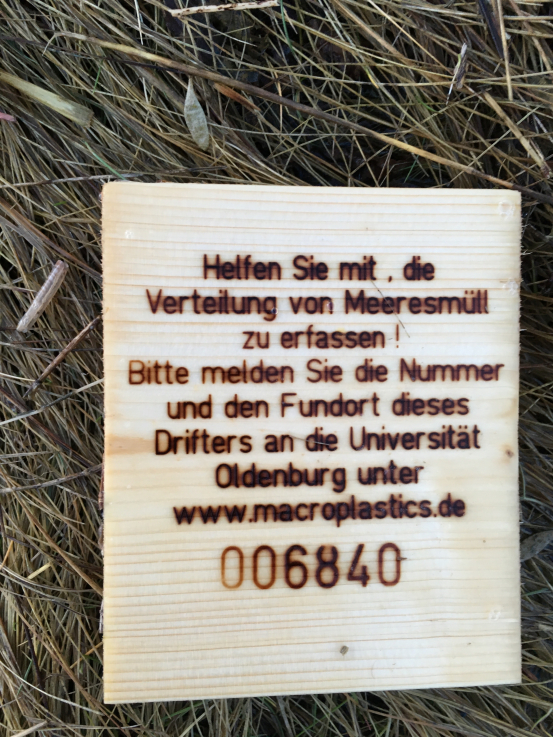 Helfen Sie mit , die
Verteilung von Meeresmüll
zu erfassen !
Bitte melden Sie die Nummer
und den Fundort dieses
Drifters an die Universität
Oldenburg unter
www.macroplastics.de
006840